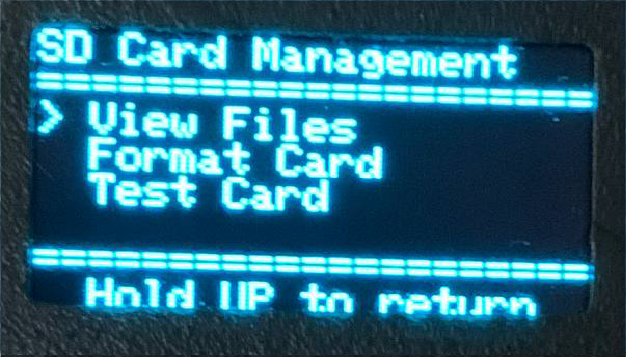 SD Card Management
=====================
> View Files
Format Card
Test Card
=====================
Hold UP to return